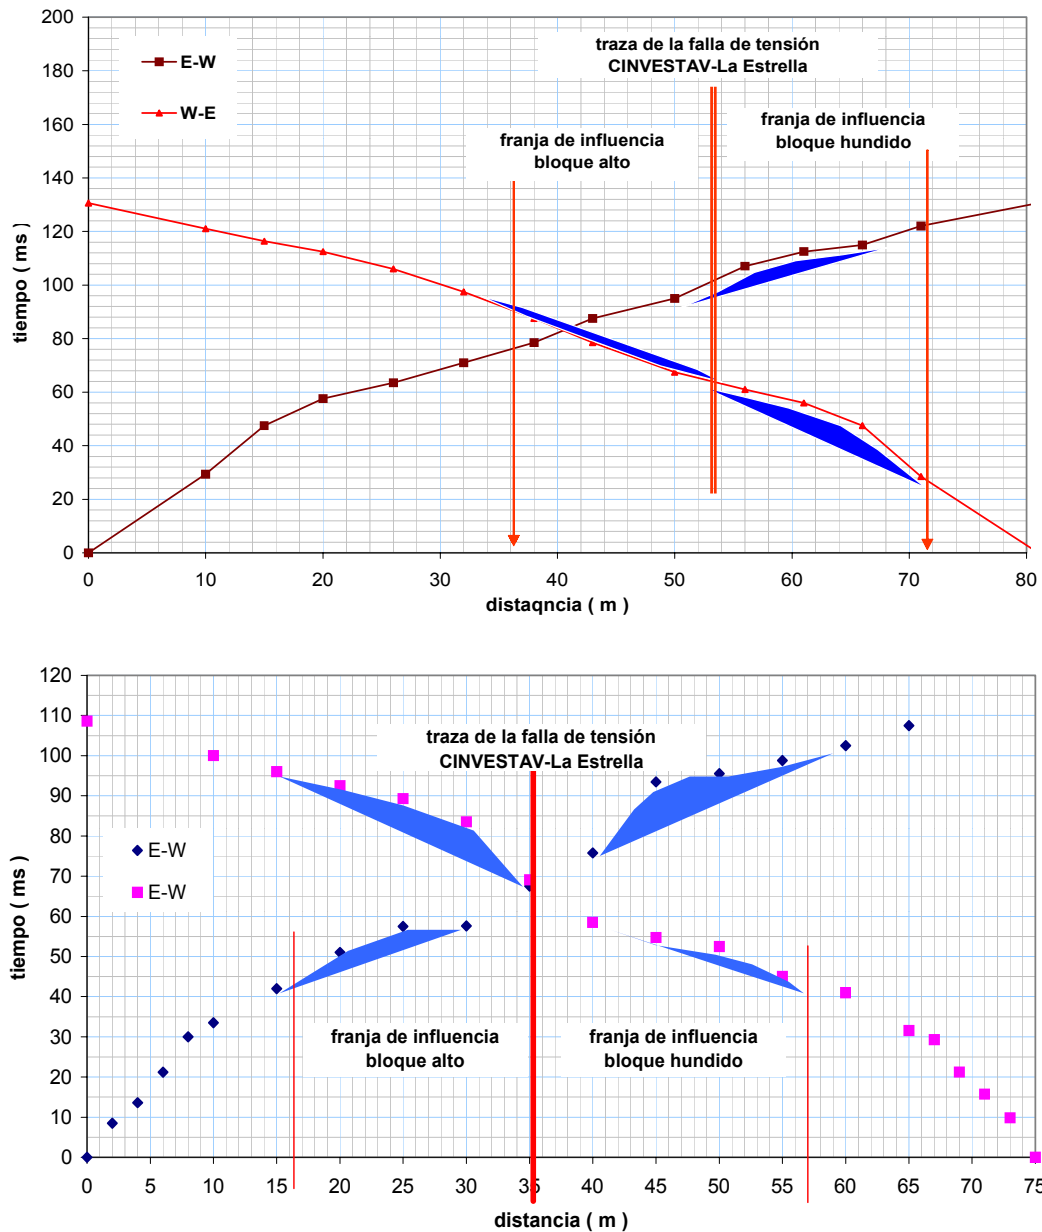 200
180
160
140
120
100
80
60
40
20
0
tiempo ( ms )
E-W
W-E
traza de la falla de tensión
CINVESTAV-La Estrella
franja de influencia
bloque alto
franja de influencia
bloque hundido
0 10 20 30 40 50 60 70 80
distaqncia ( m )
120
110
100
90
80
70
60
50
40
30
20
10
0
tiempo ( ms )
traza de la falla de tensión
CINVESTAV-La Estrella
E-W
E-W
franja de influencia
bloque alto
franja de influencia
bloque hundido
0 5 10 15 20 25 30 35 40 45 50 55 60 65 70 75
distancia ( m )